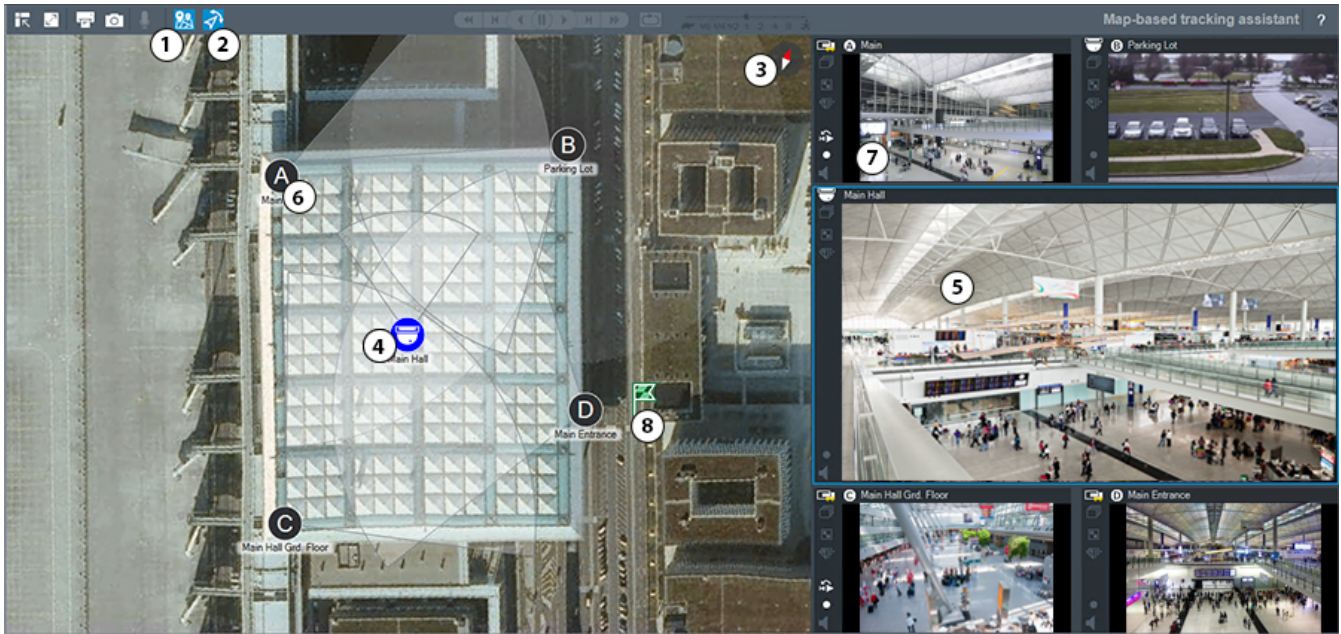 Map-based tracking assistant ?
1
2
3
A Main
B Parking Lot
7
A
Main
6
B
Parking Lot
Main Hall
5
4
Main Hall
8
D
Main Entrance
C
Main Hall Grd. Floor
C Main Hall Grd. Floor
D Main Entrance